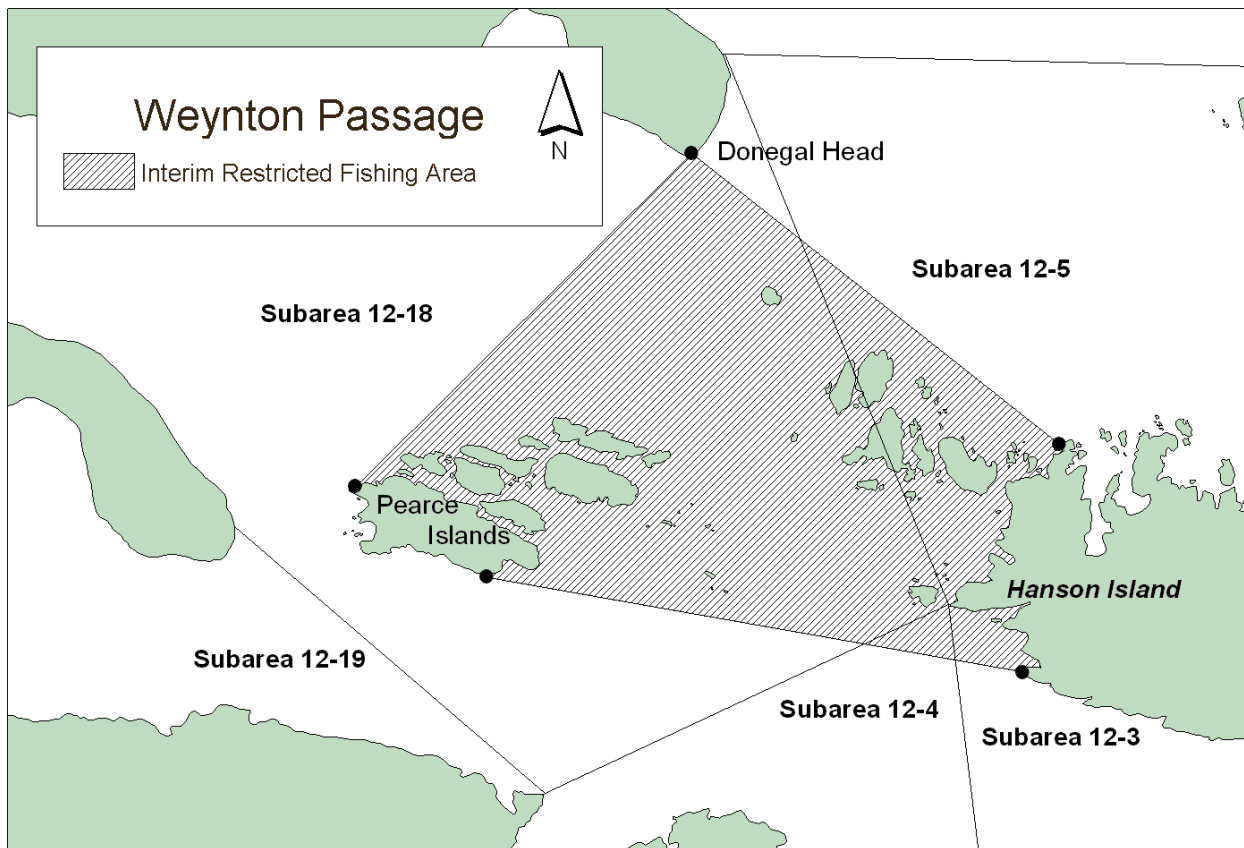 Weynton Passage
N
Interim Restricted Fishing Area
Donegal Head
Subarea 12-5
Subarea 12-18
Pearce
Islands
Hanson Island
Subarea 12-19
Subarea 12-4
Subarea 12-3